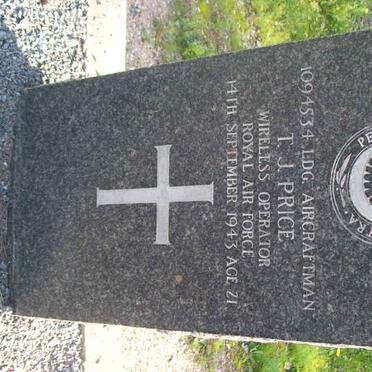 1094534 LDG. AIRCRAFTMAN
T. J. PRICE
WIRELESS OPERATOR
ROYAL AIR FORCE
14TH SEPTEMBER 1943 AGE 21